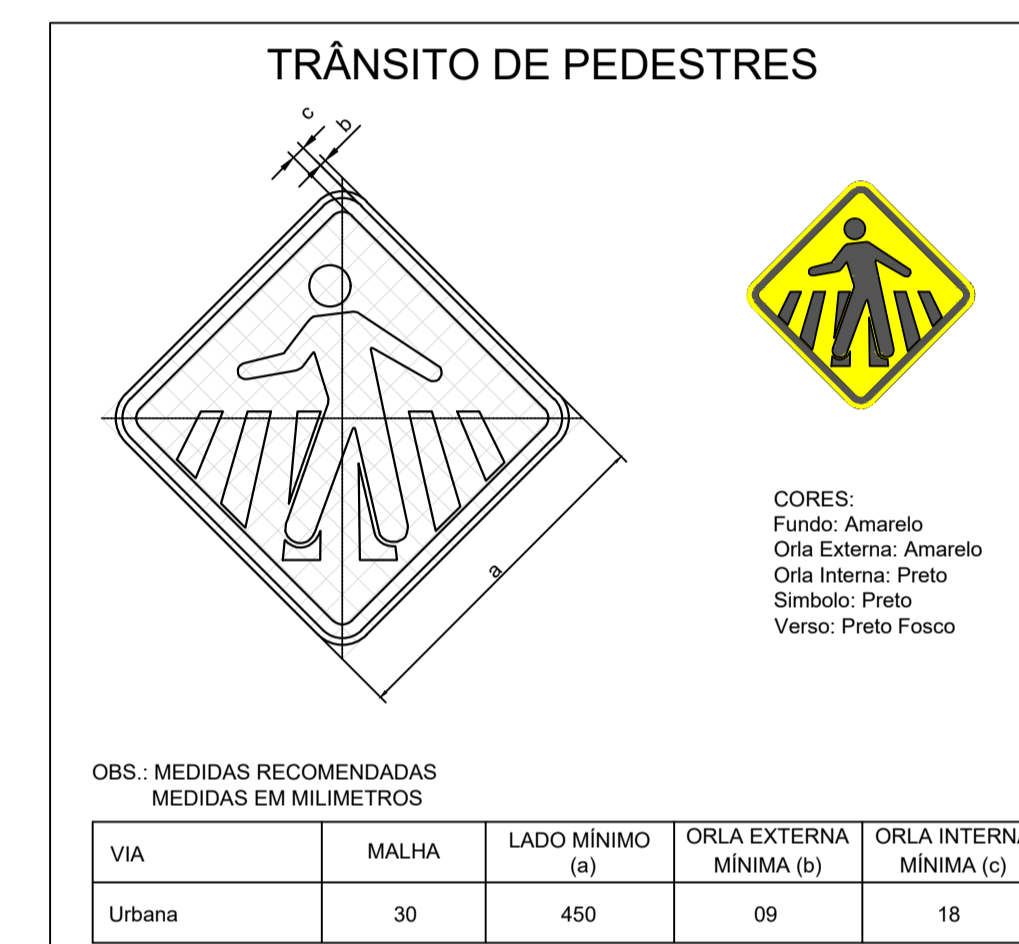 TRÂNSITO DE PEDESTRES
c
b
a
CORES:
Fundo: Amarelo
Orla Externa: Amarelo
Orla Interna: Preto
Simbolo: Preto
Verso: Preto Fosco
OBS.: MEDIDAS RECOMENDADAS
MEDIDAS EM MILIMETROS
VIA MALHA LADO MÍNIMO (a) ORLA EXTERNA MÍNIMA (b) ORLA INTERNA MÍNIMA (c)
Urbana 30 450 09 18